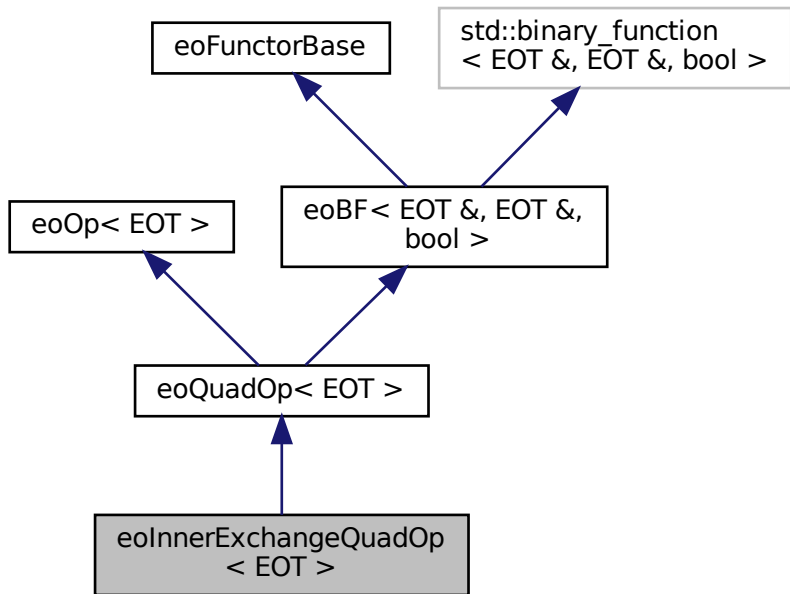 eoFunctorBase
std::binary_function
< EOT &, EOT &, bool >
eoOp< EOT >
eoBF< EOT &, EOT &,
bool >
eoQuadOp< EOT >
eoInnerExchangeQuadOp
< EOT >